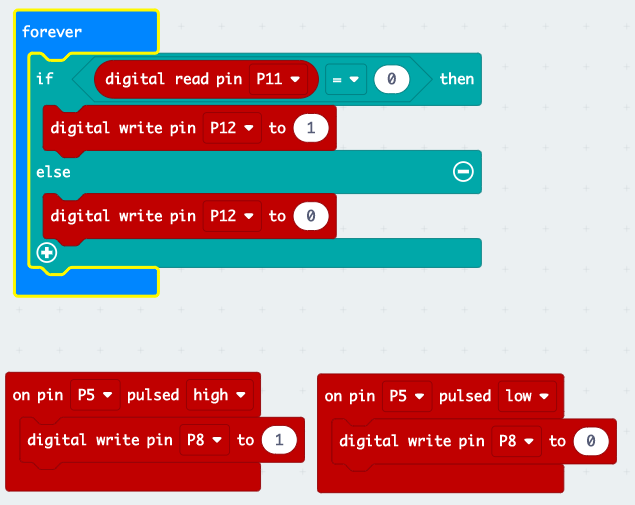 forever
if digital read pin P11 = 0 then
digital write pin P12 to 1
else
digital write pin P12 to 0
on pin P5 pulsed high
digital write pin P8 to 1
on pin P5 pulsed low
digital write pin P8 to 0